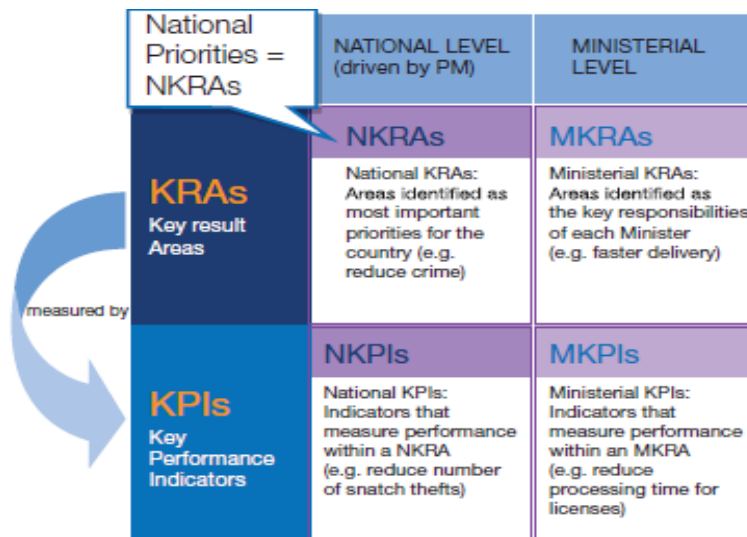 National
Priorities =
NKRAs
NATIONAL LEVEL
(driven by PM)
MINISTERIAL
LEVEL
KRAs
Key result
Areas
NKRAs
National KRAs:
Areas identified as
most important
priorities for the
country (e.g.
reduce crime)
MKRAs
Ministerial KRAs:
Areas identified as
the key responsibilities
of each Minister
(e.g. faster delivery)
measured by
KPIs
Key
Performance
Indicators
NKPIs
National KPIs:
Indicators that
measure performance
within a NKRA
(e.g. reduce number
of snatch thefts)
MKPIs
Ministerial KPIs:
Indicators that
measure performance
within an MKRA
(e.g. reduce
processing time for
licenses)